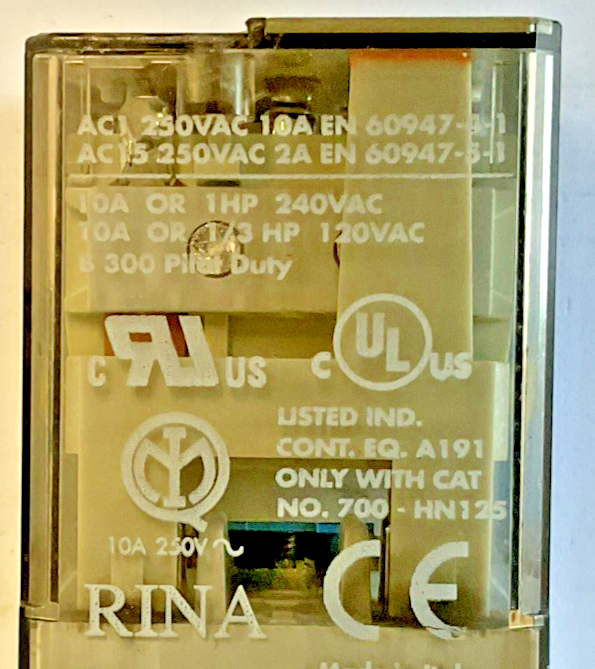 AC1 250VAC 10A EN 60947-4-1
AC15 250VAC 2A EN 60947-5-1
10A OR 1HP 240VAC
10A OR 1/3 HP 120VAC
B 300 Pilot Duty
C RU US
C UL US
LISTED IND.
CONT. EQ. A191
ONLY WITH CAT
NO. 700 - HN125
10A 250V ~
RINA CE